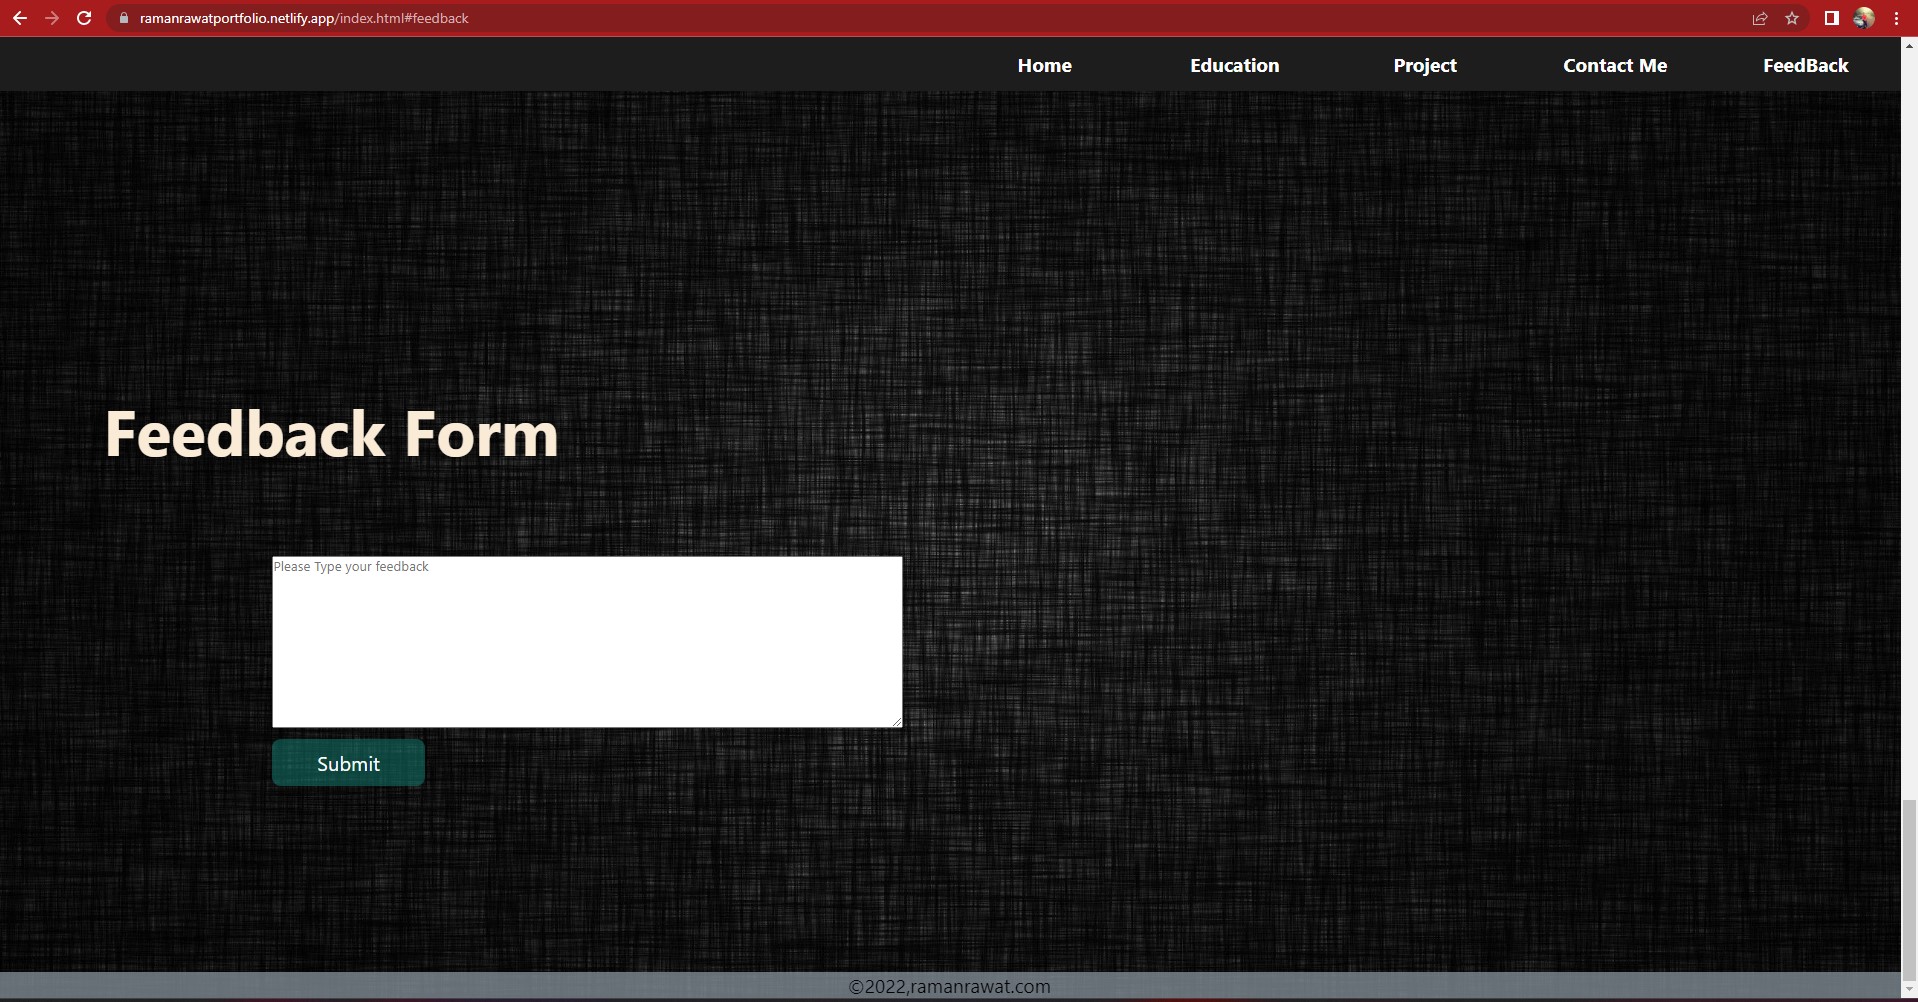 ramanrawatportfolio.netlify.app/index.html#feedback
Home Education Project Contact Me FeedBack
Feedback Form
Please Type your feedback
Submit
©2022,ramanrawat.com